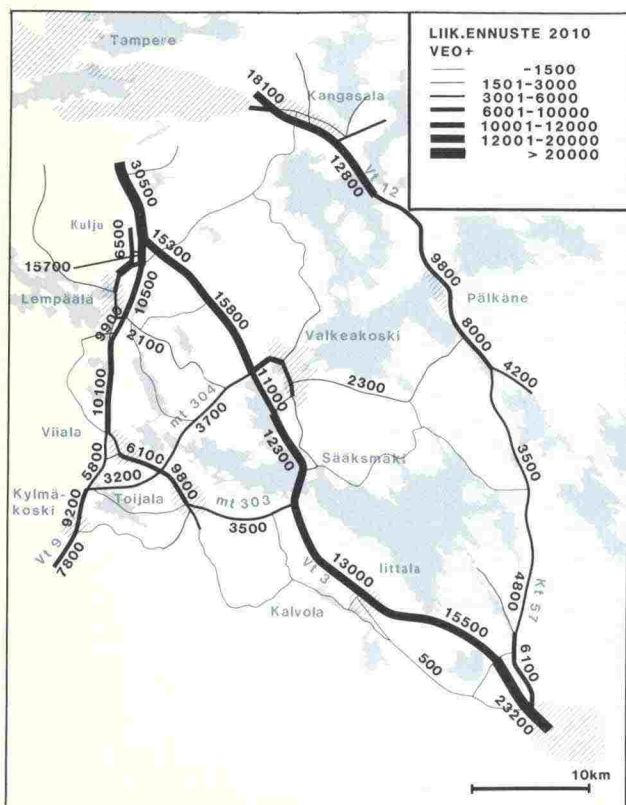 LIIK.ENNUSTE 2010
VEO+
-1500
1501-3000
3001-6000
6001-10000
10001-12000
12001-20000
> 20000
Tampere
18100
Kangasala
12800
Vt 12
30500
Kulju
6500
15700
15300
9800
Lempäälä
10500
9900
15800
Pälkäne
2100
8000
Valkeakoski
4200
11000
mt 304
2300
10100
3700
Viiala
12300
3500
6100
Sääksmäki
5800
3200
9800
Kylmä-
koski
Toijala
mt 303
9200
3500
Vt 9
7800
Vt 3
13000
Iittala
4800
Kt 57
Kalvola
15500
6100
500
23200
10km